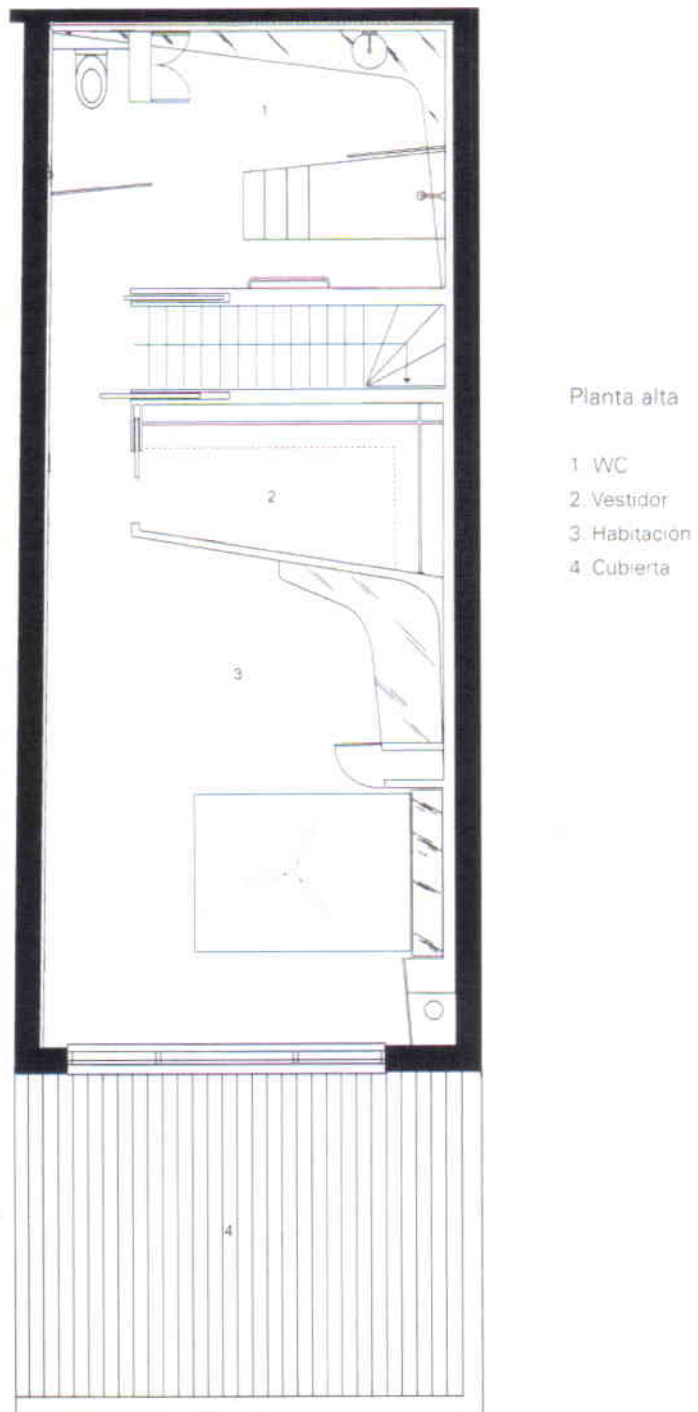 1
2
3
4
Planta alta
1 WC
2. Vestidor
3. Habitación
4. Cubierta